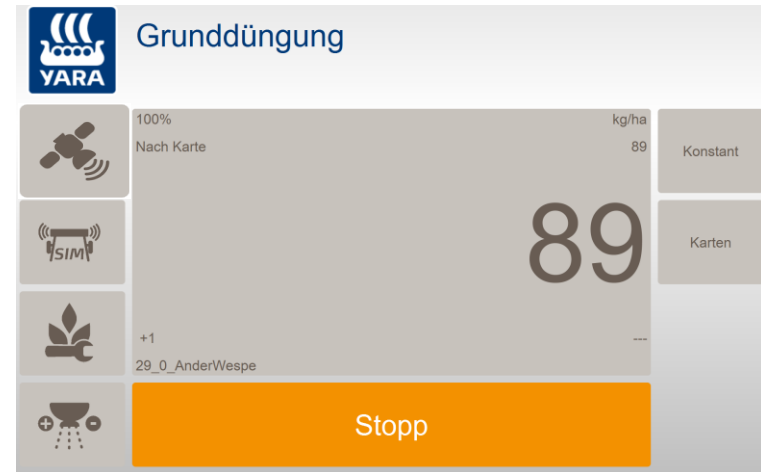 YARA
Grunddüngung
100%
kg/ha
Nach Karte
89
Konstant
89
SIM
Karten
+1
---
29_0_AnderWespe
Stopp